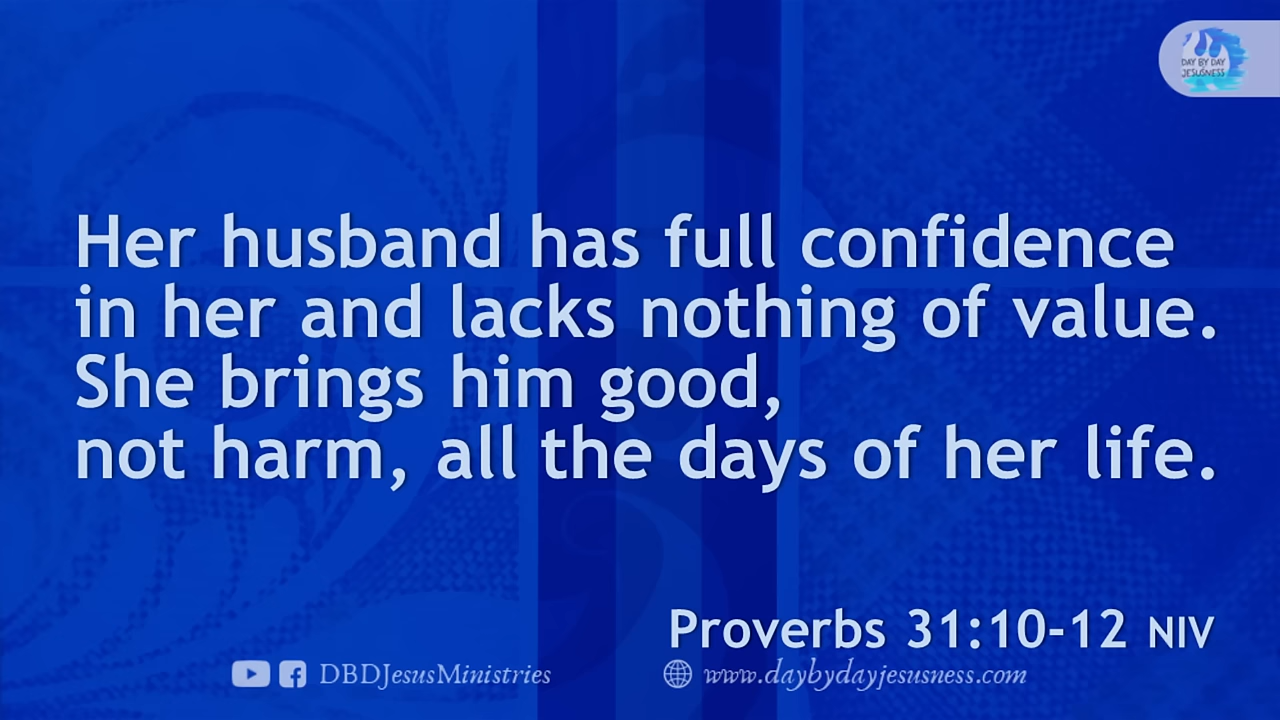 DAY BY DAY
JESUSNESS
Her husband has full confidence
in her and lacks nothing of value.
She brings him good,
not harm, all the days of her life.
Proverbs 31:10-12 NIV
DBDJesusMinistries
www.daybydayjesusness.com